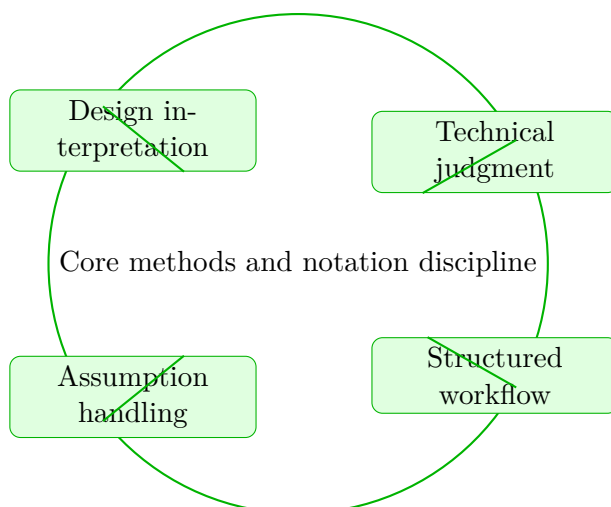 Design in-
terpretation
Technical
judgment
Core methods and notation discipline
Assumption
handling
Structured
workflow